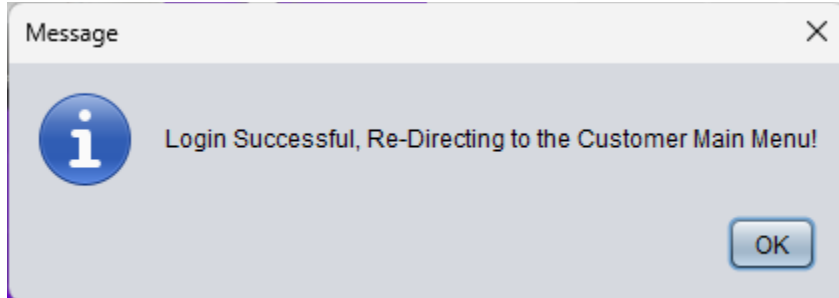 Message
Login Successful, Re-Directing to the Customer Main Menu!
OK